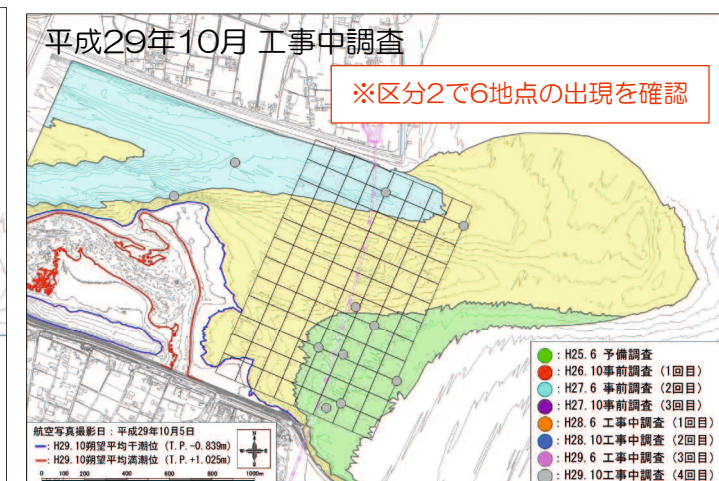 平成29年10月 工事中調査
※区分2で6地点の出現を確認
:H25.6 予備調査
:H26.10事前調査 (1回目)
:H27.6 事前調査 (2回目)
:H27.10事前調査 (3回目)
:H28.6 工事中調査 (1回目)
:H28.10工事中調査 (2回目)
:H29.6 工事中調査 (3回目)
:H29.10工事中調査 (4回目)
航空写真撮影日:平成29年10月5日
:H29.10朔望平均干潮位 (T.P.-0.839m)
:H29.10朔望平均満潮位 (T.P.+1.025m)
0 100 200 400 600 800 1000m